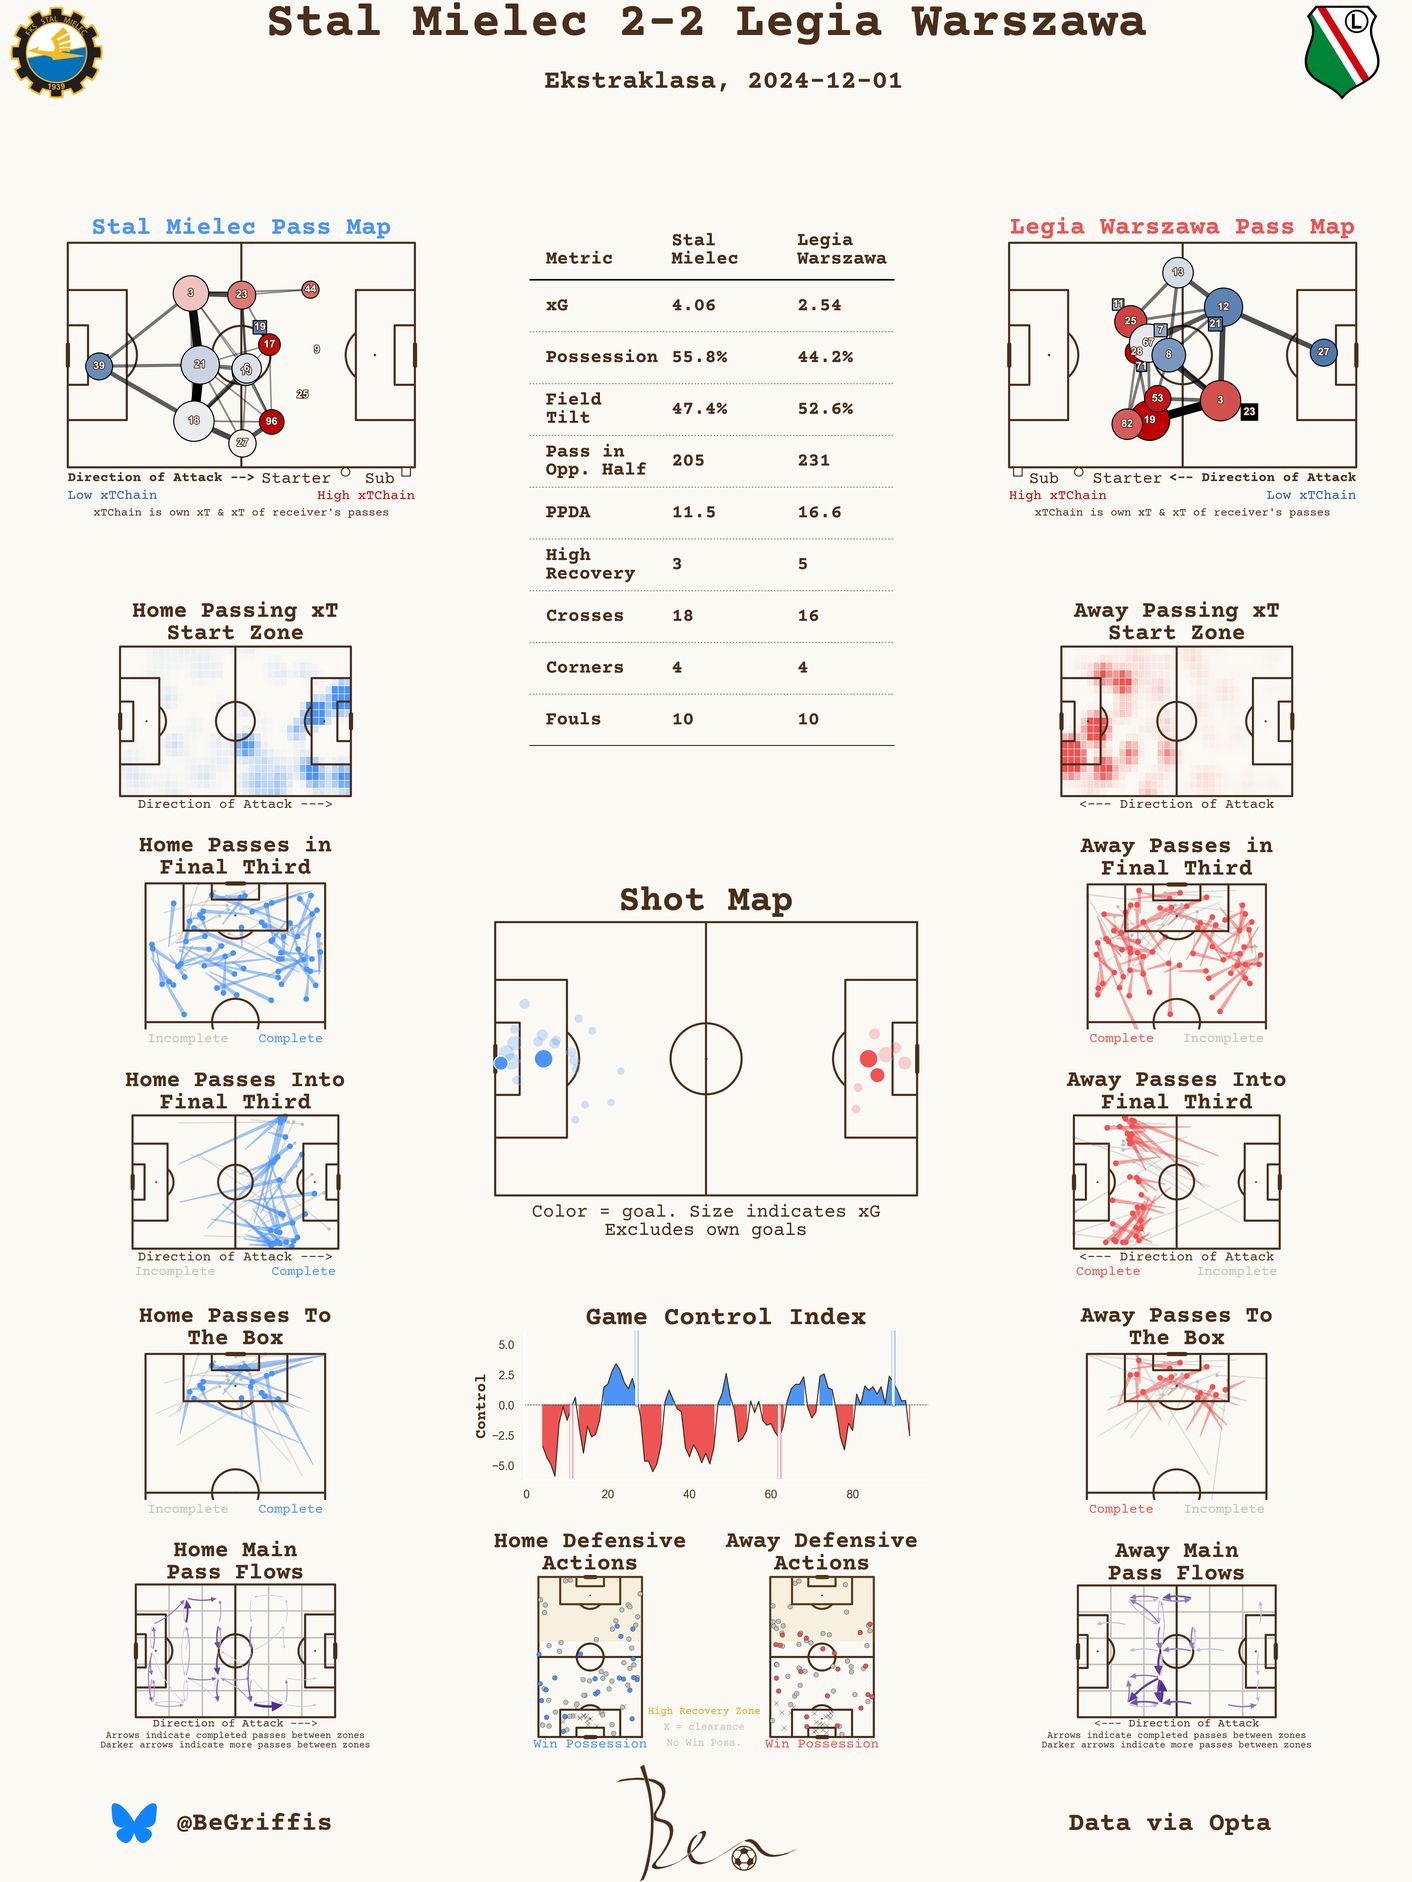 Stal Mielec 2-2 Legia Warszawa
Ekstraklasa, 2024-12-01
FKS STAL MIELEC
1939
L
Stal Mielec Pass Map
3
23
44
19
17
9
39
21
25
18
96
27
Direction of Attack --> Starter Sub
Low xTChain High xTChain
xTChain is own xT & xT of receiver's passes
Metric Stal Mielec Legia Warszawa
xG 4.06 2.54
Possession 55.8% 44.2%
Field Tilt 47.4% 52.6%
Pass in Opp. Half 205 231
PPDA 11.5 16.6
High Recovery 3 5
Crosses 18 16
Corners 4 4
Fouls 10 10
Legia Warszawa Pass Map
13
11
12
25
7
21
67
28
8
27
71
53
3
82
19
23
Sub Starter <-- Direction of Attack
High xTChain Low xTChain
xTChain is own xT & xT of receiver's passes
Home Passing xT
Start Zone
Direction of Attack --->
Away Passing xT
Start Zone
<--- Direction of Attack
Home Passes in
Final Third
Incomplete Complete
Away Passes in
Final Third
Complete Incomplete
Shot Map
Color = goal. Size indicates xG
Excludes own goals
Home Passes Into
Final Third
Direction of Attack --->
Incomplete Complete
Away Passes Into
Final Third
<--- Direction of Attack
Complete Incomplete
Home Passes To
The Box
Incomplete Complete
Game Control Index
Control
5.0
2.5
0.0
−2.5
−5.0
0 20 40 60 80
Away Passes To
The Box
Complete Incomplete
Home Main
Pass Flows
Direction of Attack --->
Arrows indicate completed passes between zones
Darker arrows indicate more passes between zones
Home Defensive
Actions
Win Possession
High Recovery Zone
X = clearance
No Win Poss.
Away Defensive
Actions
Win Possession
Away Main
Pass Flows
<--- Direction of Attack
Arrows indicate completed passes between zones
Darker arrows indicate more passes between zones
@BeGriffis
Ben
Data via Opta